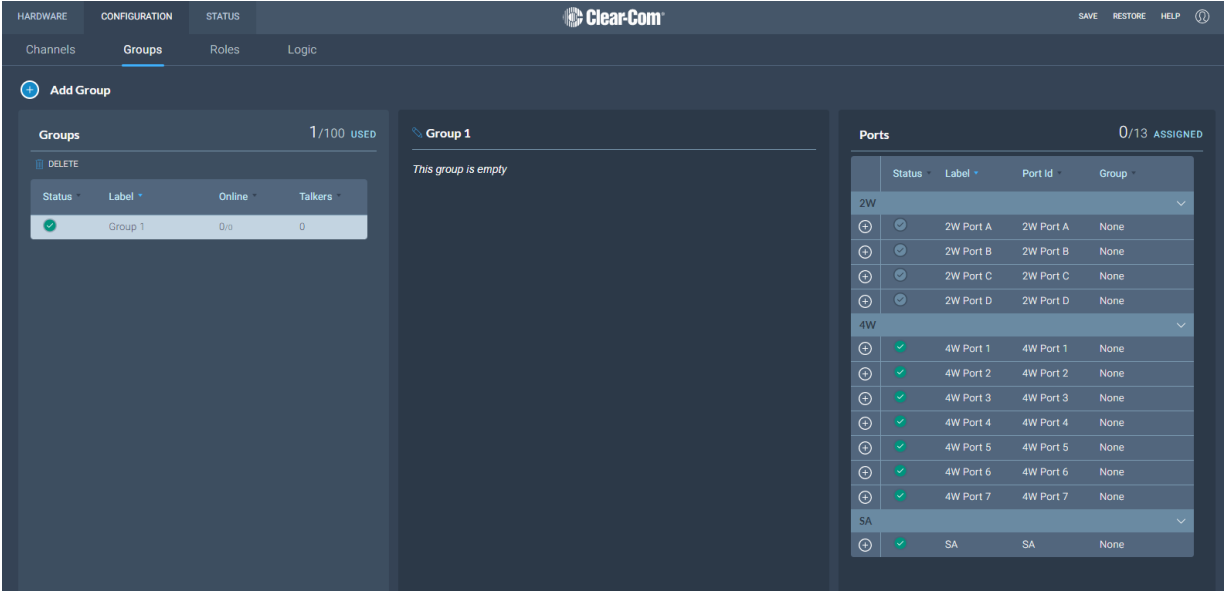 HARDWARE CONFIGURATION STATUS Clear-Com® SAVE RESTORE HELP
Channels Groups Roles Logic
Add Group
Groups 1/100 USED
DELETE
Status Label Online Talkers
Group 1 0/0 0
Group 1
This group is empty
Ports 0/13 ASSIGNED
Status Label Port Id Group
2W
2W Port A 2W Port A None
2W Port B 2W Port B None
2W Port C 2W Port C None
2W Port D 2W Port D None
4W
4W Port 1 4W Port 1 None
4W Port 2 4W Port 2 None
4W Port 3 4W Port 3 None
4W Port 4 4W Port 4 None
4W Port 5 4W Port 5 None
4W Port 6 4W Port 6 None
4W Port 7 4W Port 7 None
SA
SA SA None